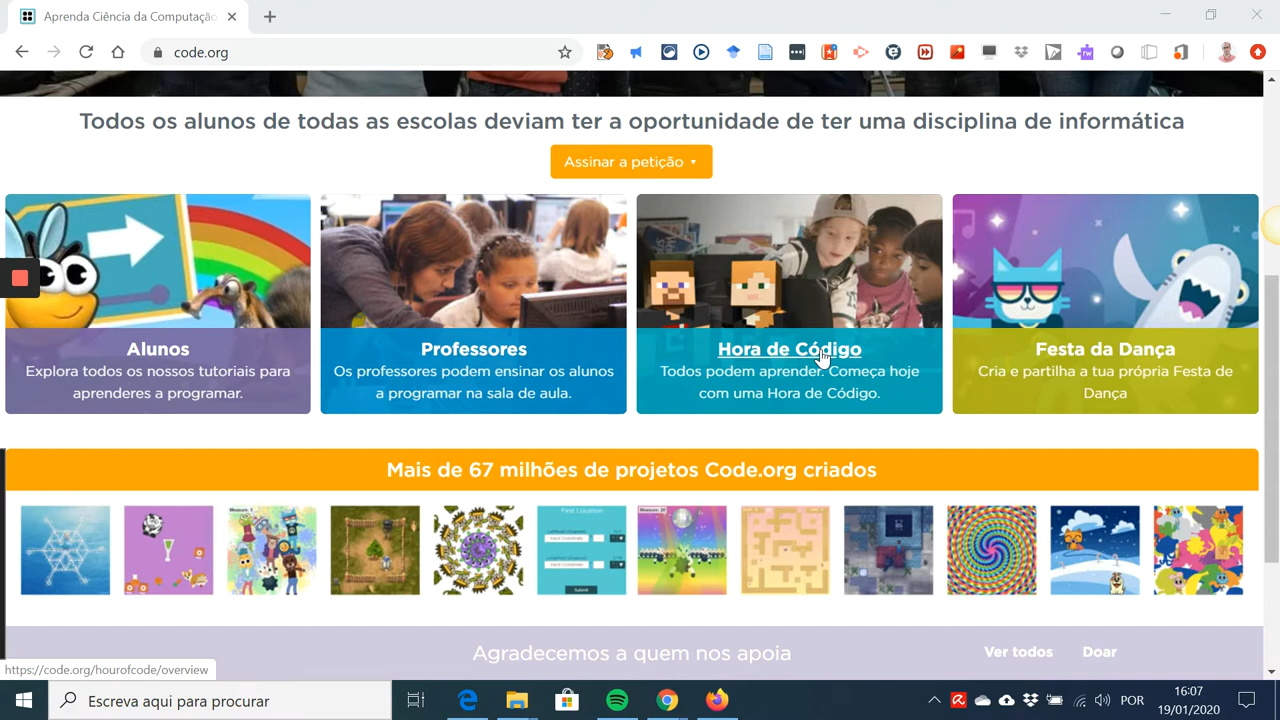 Aprenda Ciência da Computação
code.org
Todos os alunos de todas as escolas deviam ter a oportunidade de ter uma disciplina de informática
Assinar a petição
Alunos
Explora todos os nossos tutoriais para
aprenderes a programar.
Professores
Os professores podem ensinar os alunos
a programar na sala de aula.
Hora de Código
Todos podem aprender. Começa hoje
com uma Hora de Código.
Festa da Dança
Cria e partilha a tua própria Festa de
Dança
Mais de 67 milhões de projetos Code.org criados
Find Location
Agradecemos a quem nos apoia
Ver todos
Doar
https://code.org/hourofcode/overview
Escreva aqui para procurar
POR
16:07
19/01/2020